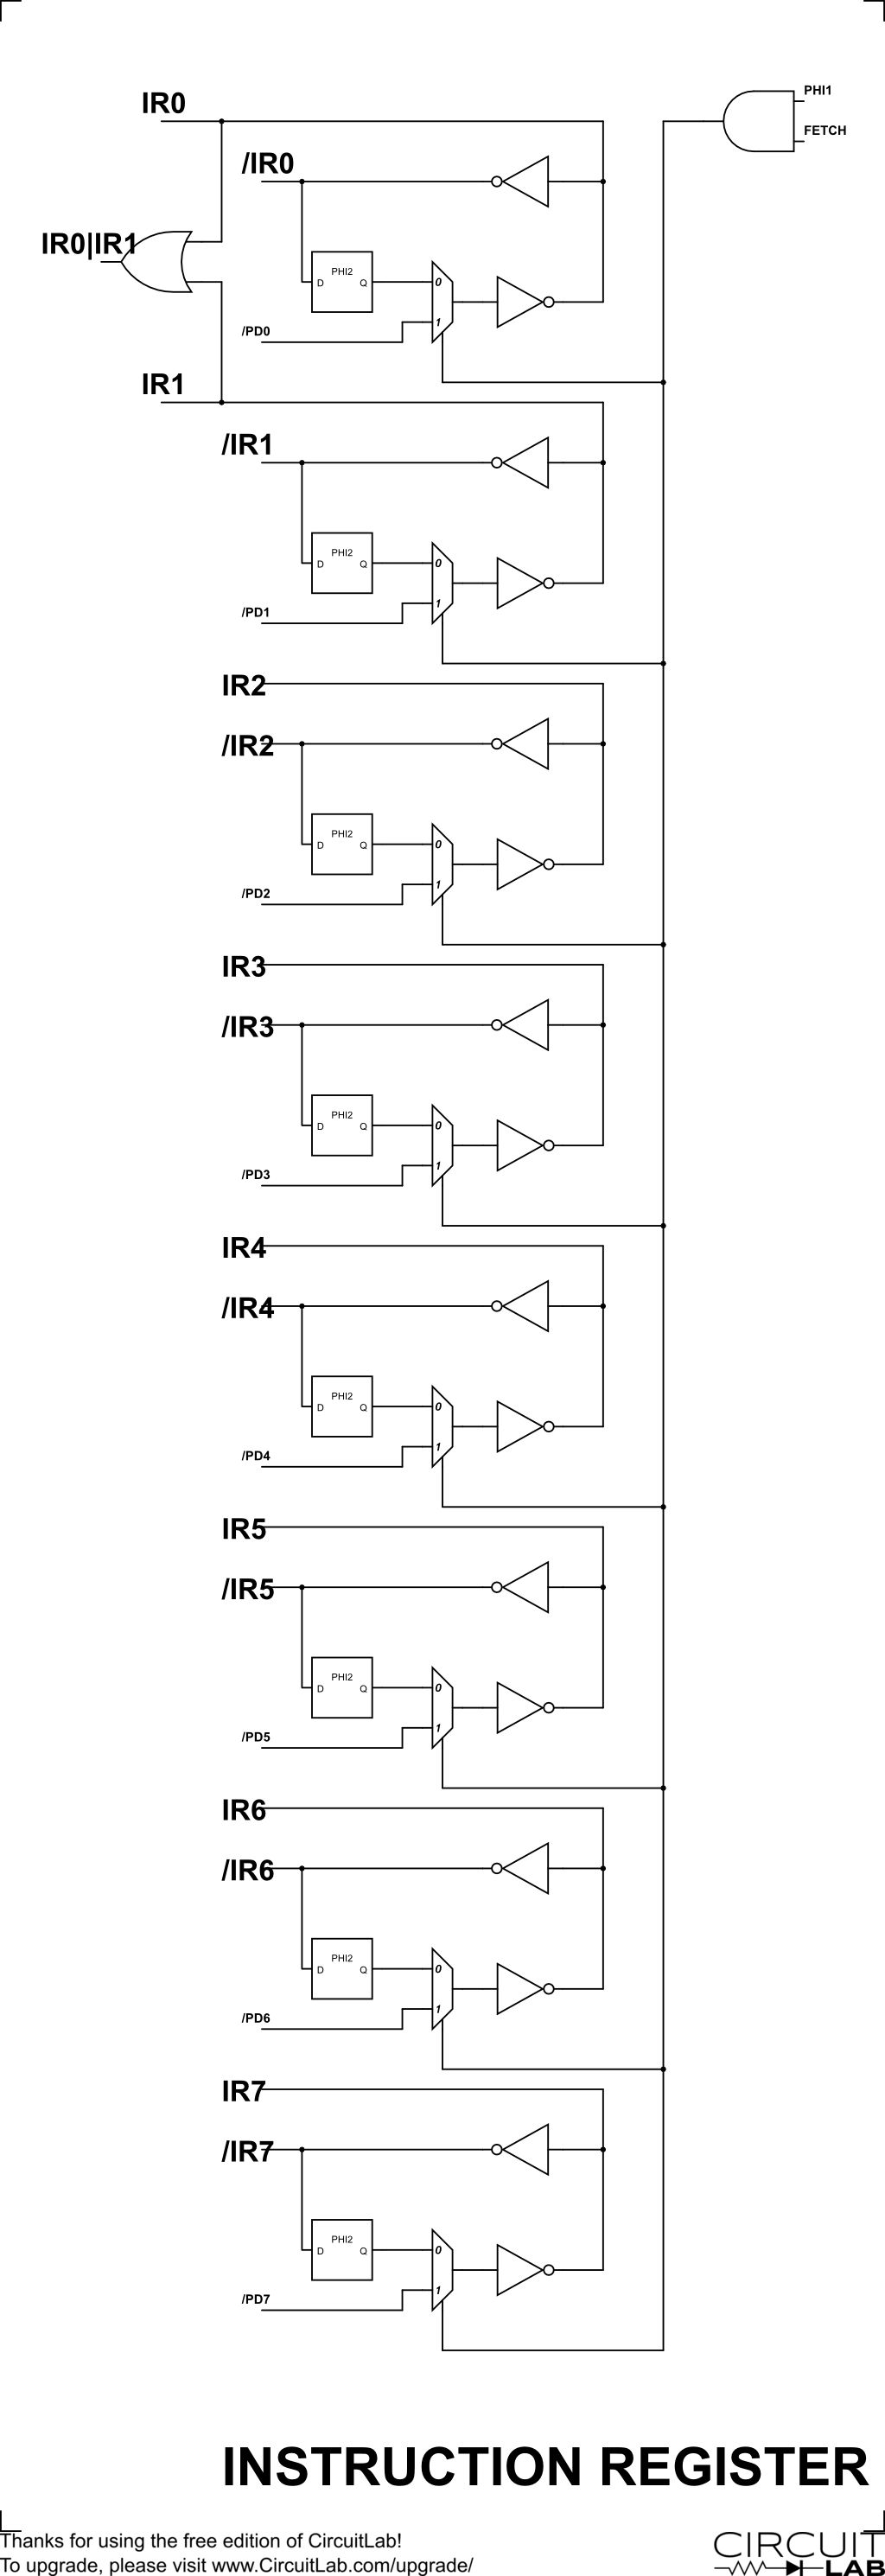 PHI1
IR0
FETCH
/IR0
IR0|IR1
PHI2
D Q
0
1
/PD0
IR1
/IR1
PHI2
D Q
0
1
/PD1
IR2
/IR2
PHI2
D Q
0
1
/PD2
IR3
/IR3
PHI2
D Q
0
1
/PD3
IR4
/IR4
PHI2
D Q
0
1
/PD4
IR5
/IR5
PHI2
D Q
0
1
/PD5
IR6
/IR6
PHI2
D Q
0
1
/PD6
IR7
/IR7
PHI2
D Q
0
1
/PD7
INSTRUCTION REGISTER
Thanks for using the free edition of CircuitLab!
To upgrade, please visit www.CircuitLab.com/upgrade/
CIRCUIT
LAB